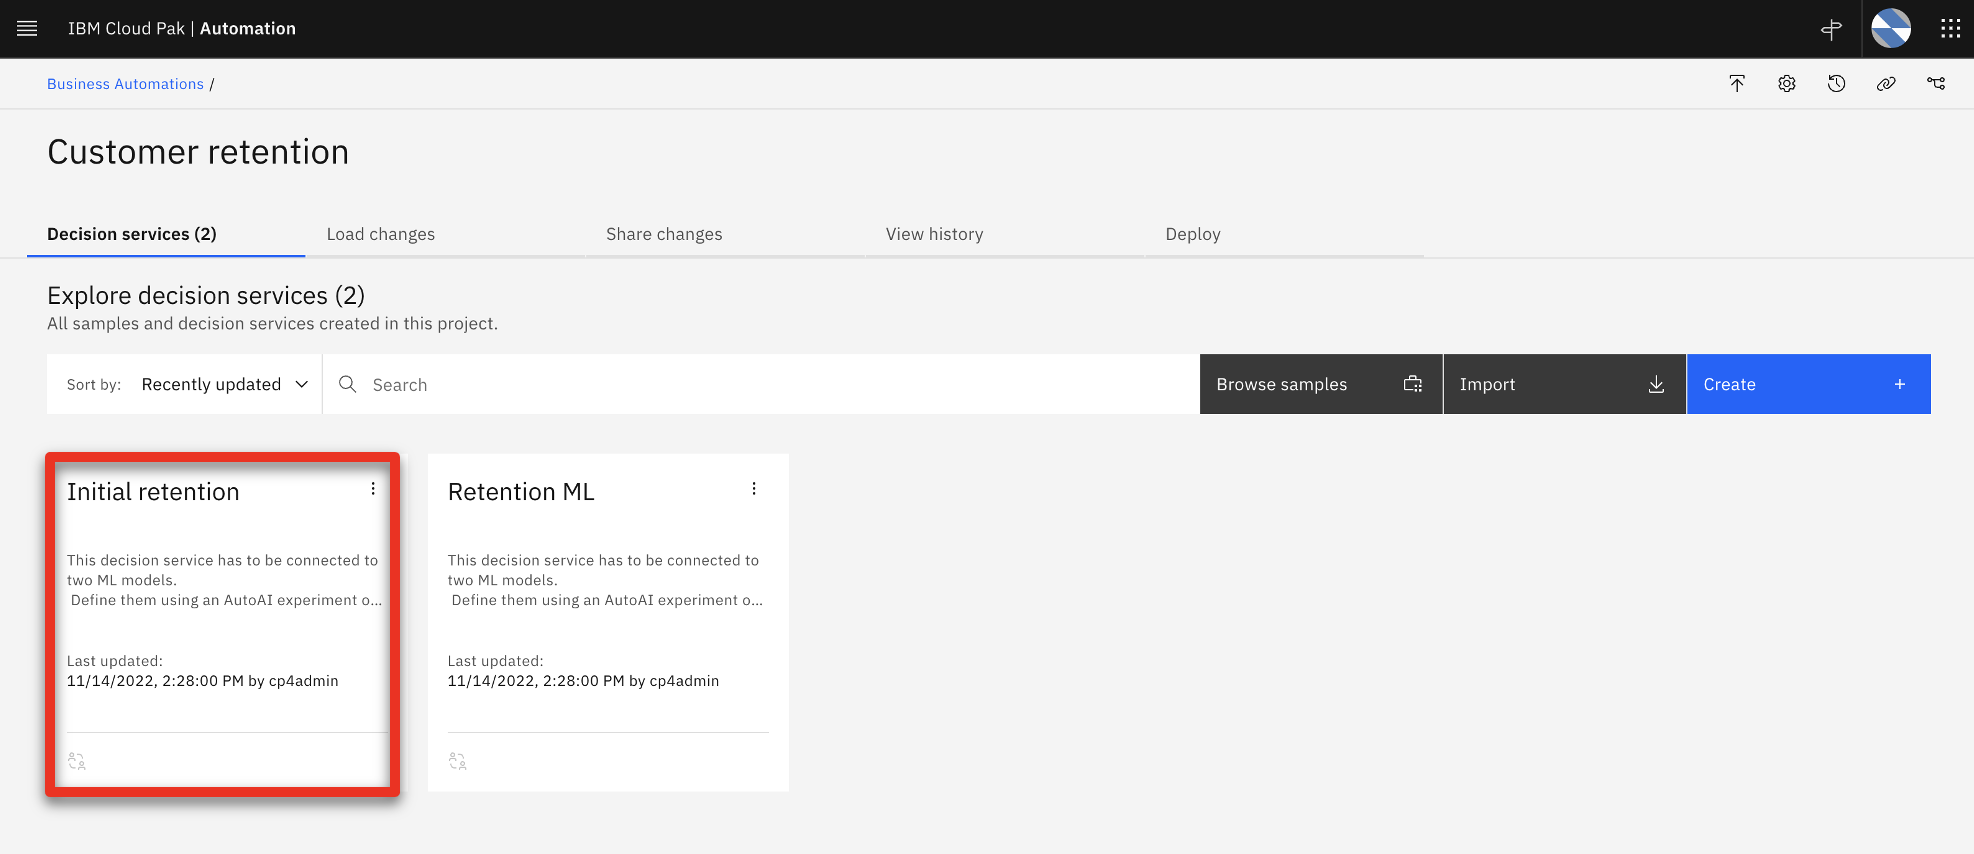 IBM Cloud Pak | Automation
Business Automations /
Customer retention
Decision services (2)
Load changes
Share changes
View history
Deploy
Explore decision services (2)
All samples and decision services created in this project.
Sort by: Recently updated
Search
Browse samples
Import
Create +
Initial retention
This decision service has to be connected to
two ML models.
Define them using an AutoAI experiment o...
Last updated:
11/14/2022, 2:28:00 PM by cp4admin
Retention ML
This decision service has to be connected to
two ML models.
Define them using an AutoAI experiment o...
Last updated:
11/14/2022, 2:28:00 PM by cp4admin